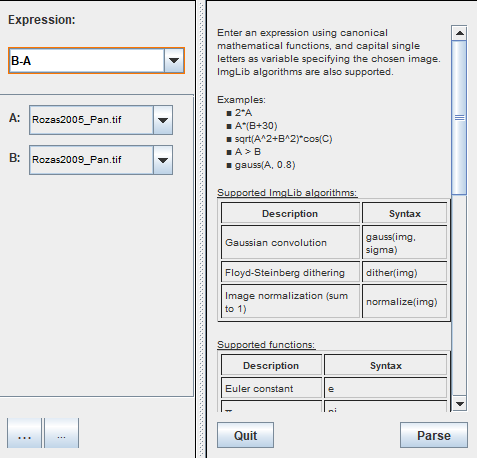 Expression:
B-A
A: Rozas2005_Pan.tif
B: Rozas2009_Pan.tif
...
...
Enter an expression using canonical
mathematical functions, and capital single
letters as variable specifying the chosen image.
ImgLib algorithms are also supported.
Examples:
■ 2*A
■ A*(B+30)
■ sqrt(A^2+B^2)*cos(C)
■ A > B
■ gauss(A, 0.8)
Supported ImgLib algorithms:
Description Syntax
Gaussian convolution gauss(img,
sigma)
Floyd-Steinberg dithering dither(img)
Image normalization (sum
to 1) normalize(img)
Supported functions:
Description Syntax
Euler constant e
Quit Parse